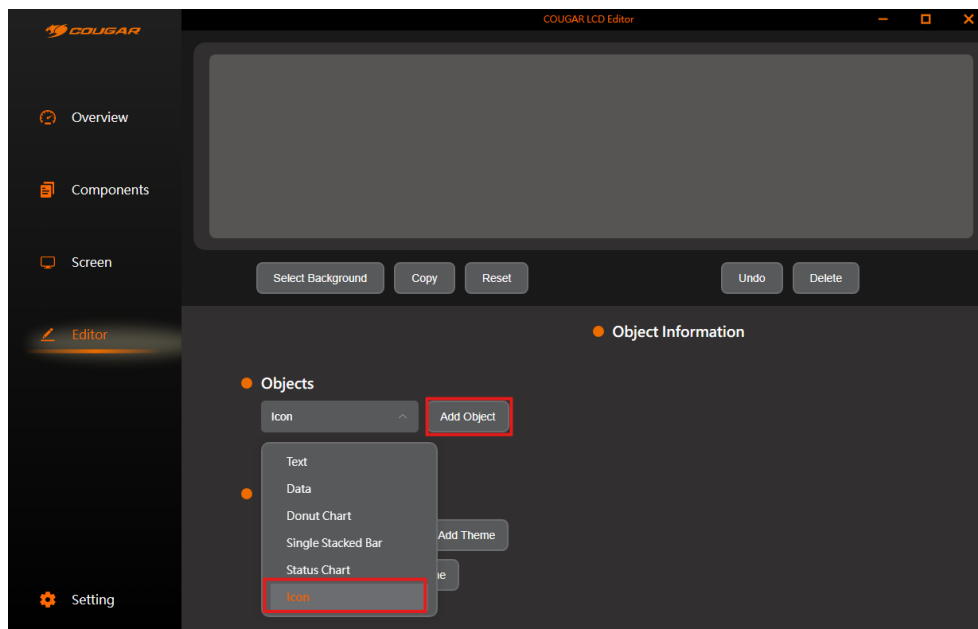 COUGAR
COUGAR LCD Editor
Overview
Components
Screen
Editor
Setting
Select Background
Copy
Reset
Undo
Delete
Object Information
Objects
Icon
Add Object
Text
Data
Donut Chart
Single Stacked Bar
Status Chart
Icon
Add Theme
ne